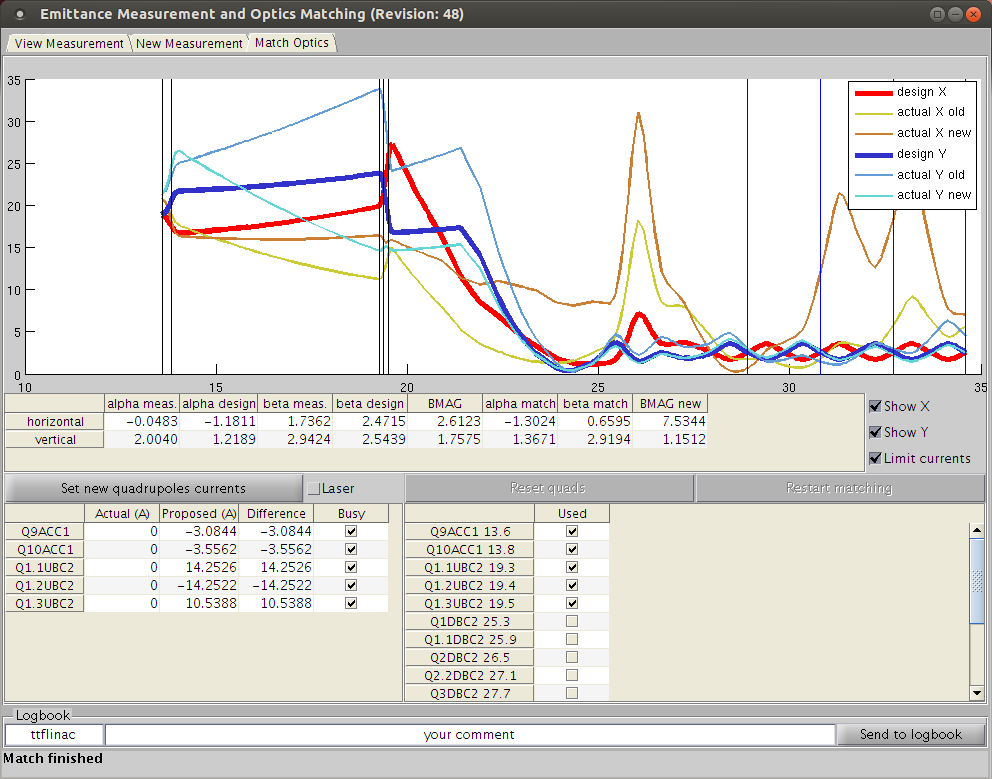 Emittance Measurement and Optics Matching (Revision: 48)
View Measurement New Measurement Match Optics
35
30
25
20
15
10
5
0
10 15 20 25 30 35
design X
actual X old
actual X new
design Y
actual Y old
actual Y new
alpha meas. alpha design beta meas. beta design BMAG alpha match beta match BMAG new
horizontal −0.0483 −1.1811 1.7362 2.4715 2.6123 −1.3024 0.6595 7.5344
vertical 2.0040 1.2189 2.9424 2.5439 1.7575 1.3671 2.9194 1.1512
Show X
Show Y
Limit currents
Set new quadrupoles currents Laser Reset quads Restart matching
Actual (A) Proposed (A) Difference Busy
Q9ACC1 0 −3.0844 −3.0844
Q10ACC1 0 −3.5562 −3.5562
Q1.1UBC2 0 14.2526 14.2526
Q1.2UBC2 0 −14.2522 −14.2522
Q1.3UBC2 0 10.5388 10.5388
Used
Q9ACC1 13.6
Q10ACC1 13.8
Q1.1UBC2 19.3
Q1.2UBC2 19.4
Q1.3UBC2 19.5
Q1DBC2 25.3
Q1.1DBC2 25.9
Q2DBC2 26.5
Q2.2DBC2 27.1
Q3DBC2 27.7
Logbook
ttflinac your comment Send to logbook
Match finished